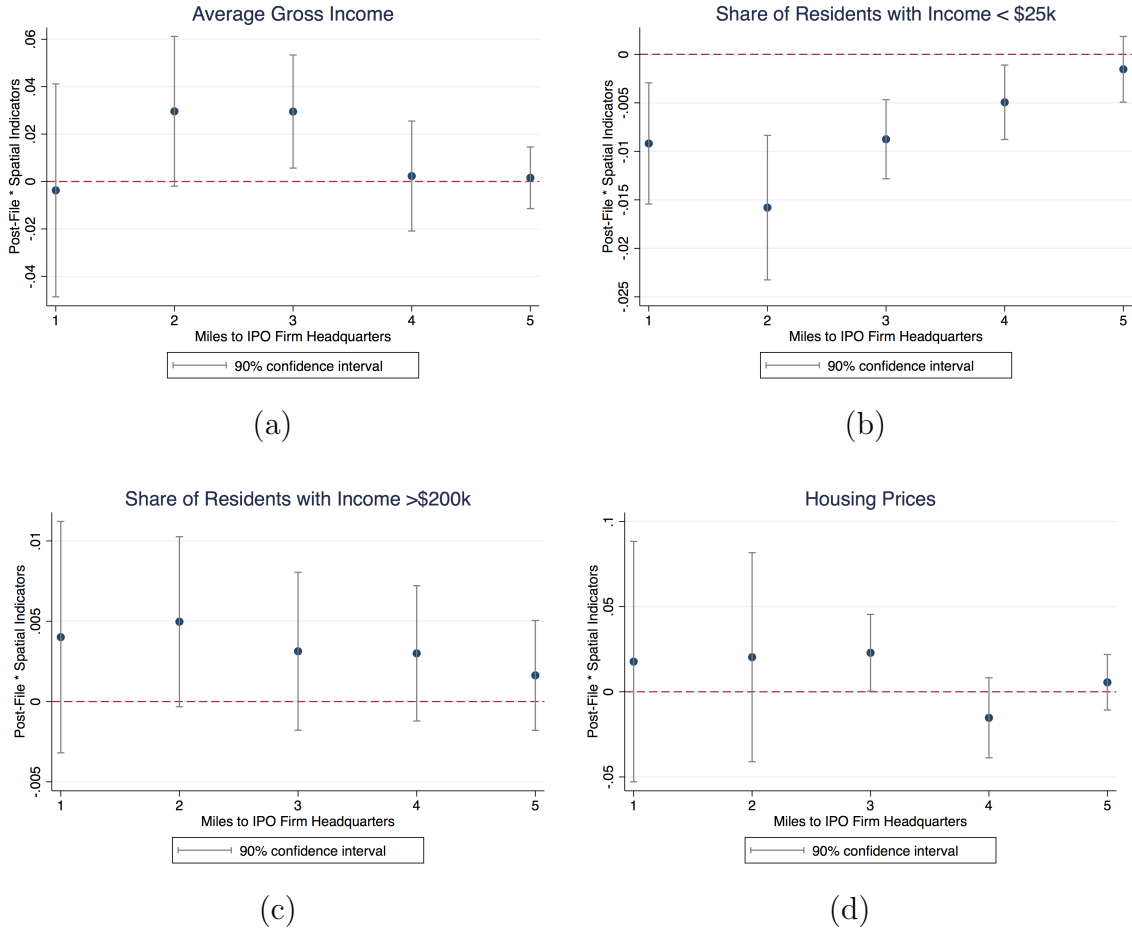 Average Gross Income
Post-File * Spatial Indicators
.06
.04
.02
0
-.02
-.04
1 2 3 4 5
Miles to IPO Firm Headquarters
90% confidence interval
(a)
Share of Residents with Income < $25k
Post-File * Spatial Indicators
0
-.005
-.01
-.015
-.02
-.025
1 2 3 4 5
Miles to IPO Firm Headquarters
90% confidence interval
(b)
Share of Residents with Income >$200k
Post-File * Spatial Indicators
.01
.005
0
-.005
1 2 3 4 5
Miles to IPO Firm Headquarters
90% confidence interval
(c)
Housing Prices
Post-File * Spatial Indicators
.1
.05
0
-.05
1 2 3 4 5
Miles to IPO Firm Headquarters
90% confidence interval
(d)